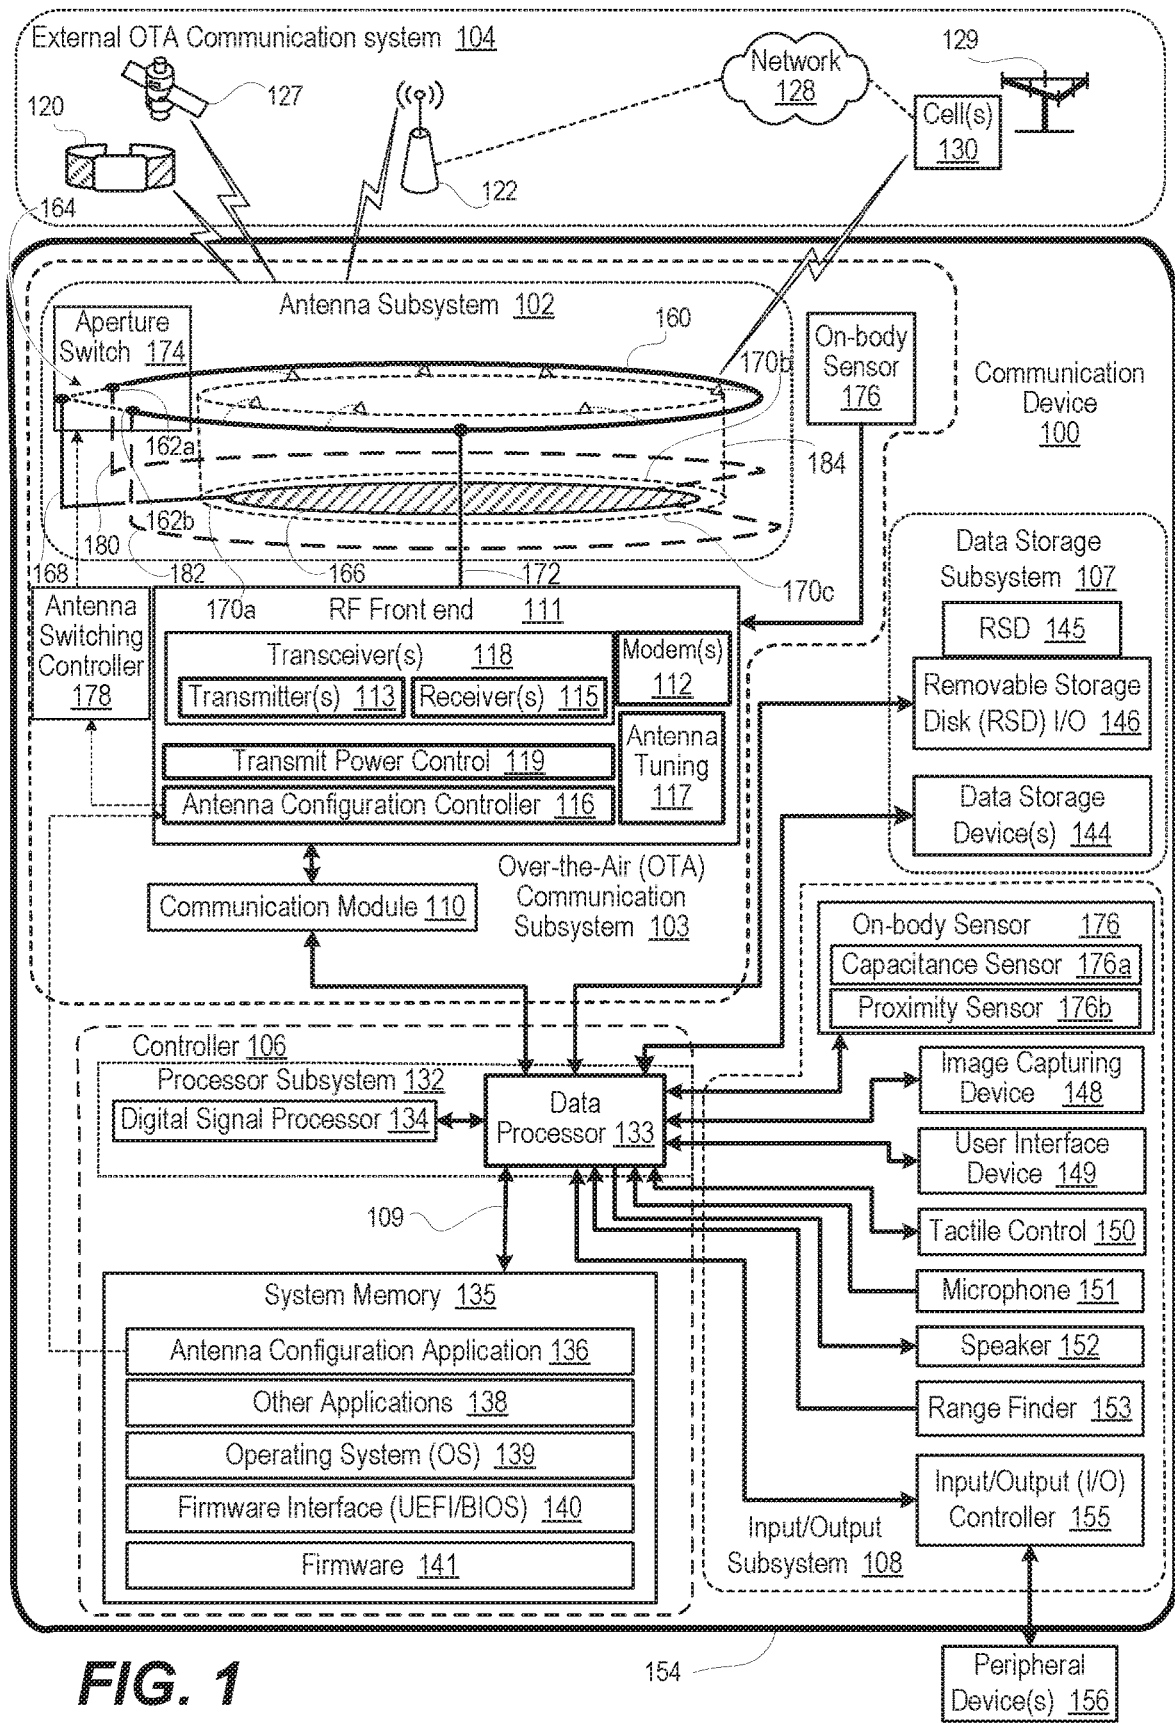 External OTA Communication system 104
120
127
122
Network
128
129
Cell(s)
130
164
Antenna Subsystem 102
Aperture
Switch 174
160
170b
On-body
Sensor
176
Communication
Device
100
162a
184
162b
180
168
182
166
172
170a
170c
Antenna
Switching
Controller
178
RF Front end 111
Transceiver(s) 118
Transmitter(s) 113
Receiver(s) 115
Modem(s)
112
Transmit Power Control 119
Antenna Configuration Controller 116
Antenna
Tuning
117
Data Storage
Subsystem 107
RSD 145
Removable Storage
Disk (RSD) I/O 146
Data Storage
Device(s) 144
Over-the-Air (OTA)
Communication
Subsystem 103
Communication Module 110
On-body Sensor 176
Capacitance Sensor 176a
Proximity Sensor 176b
Controller 106
Processor Subsystem 132
Digital Signal Processor 134
Data
Processor 133
Image Capturing
Device 148
User Interface
Device 149
109
Tactile Control 150
Microphone 151
Speaker 152
Range Finder 153
Input/Output (I/O)
Controller 155
Input/Output
Subsystem 108
System Memory 135
Antenna Configuration Application 136
Other Applications 138
Operating System (OS) 139
Firmware Interface (UEFI/BIOS) 140
Firmware 141
154
Peripheral
Device(s) 156
FIG. 1